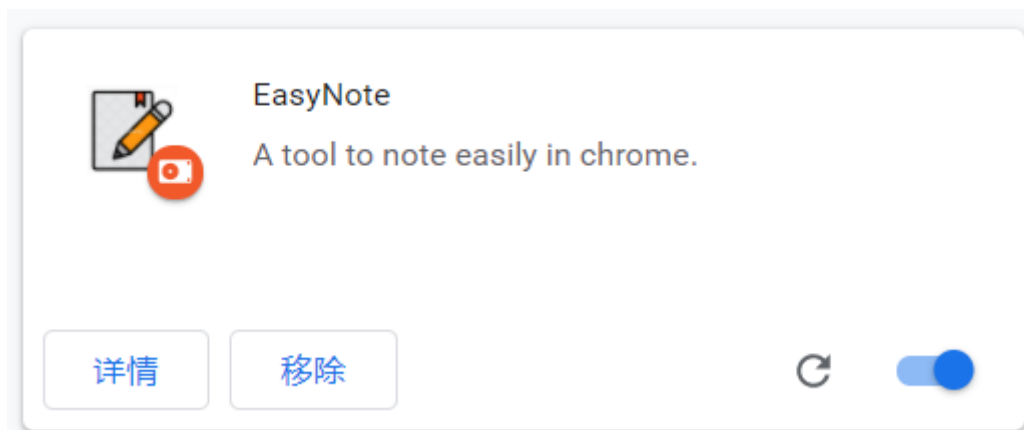 EasyNote
A tool to note easily in chrome.
详情
移除